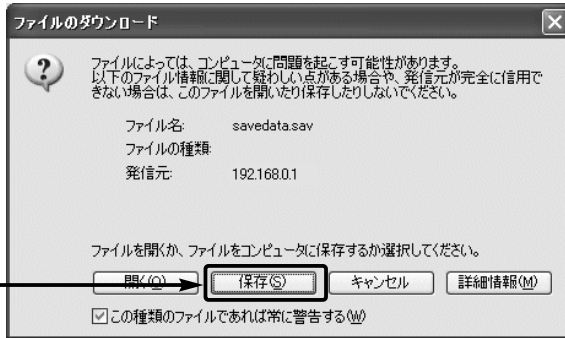 ファイルのダウンロード
ファイルによっては、コンピュータに問題を起こす可能性があります。
以下のファイル情報に関して疑わしい点がある場合や、発信元が完全に信用で
きない場合は、このファイルを開いたり保存したりしないでください。
ファイル名: savedata.sav
ファイルの種類:
発信元: 192.168.0.1
ファイルを開くか、ファイルをコンピュータに保存するか選択してください。
開く(O) 保存(S) キャンセル 詳細情報(M)
この種類のファイルであれば常に警告する(W)